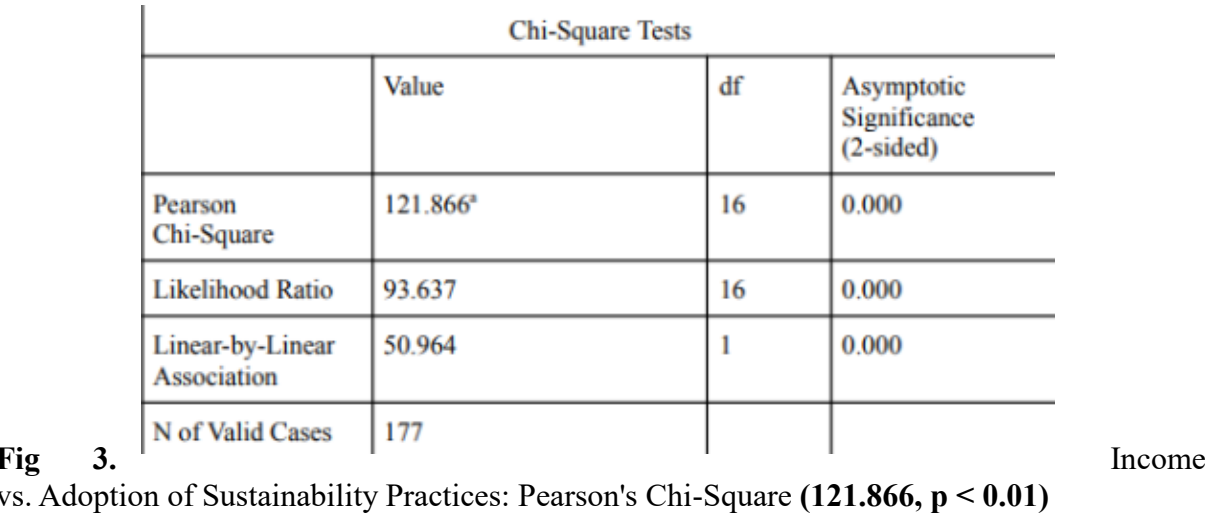 Chi-Square Tests
Value df Asymptotic
Significance
(2-sided)
Pearson 121.866ª 16 0.000
Chi-Square
Likelihood Ratio 93.637 16 0.000
Linear-by-Linear 50.964 1 0.000
Association
N of Valid Cases 177
Fig 3. Income
vs. Adoption of Sustainability Practices: Pearson's Chi-Square (121.866, p < 0.01)